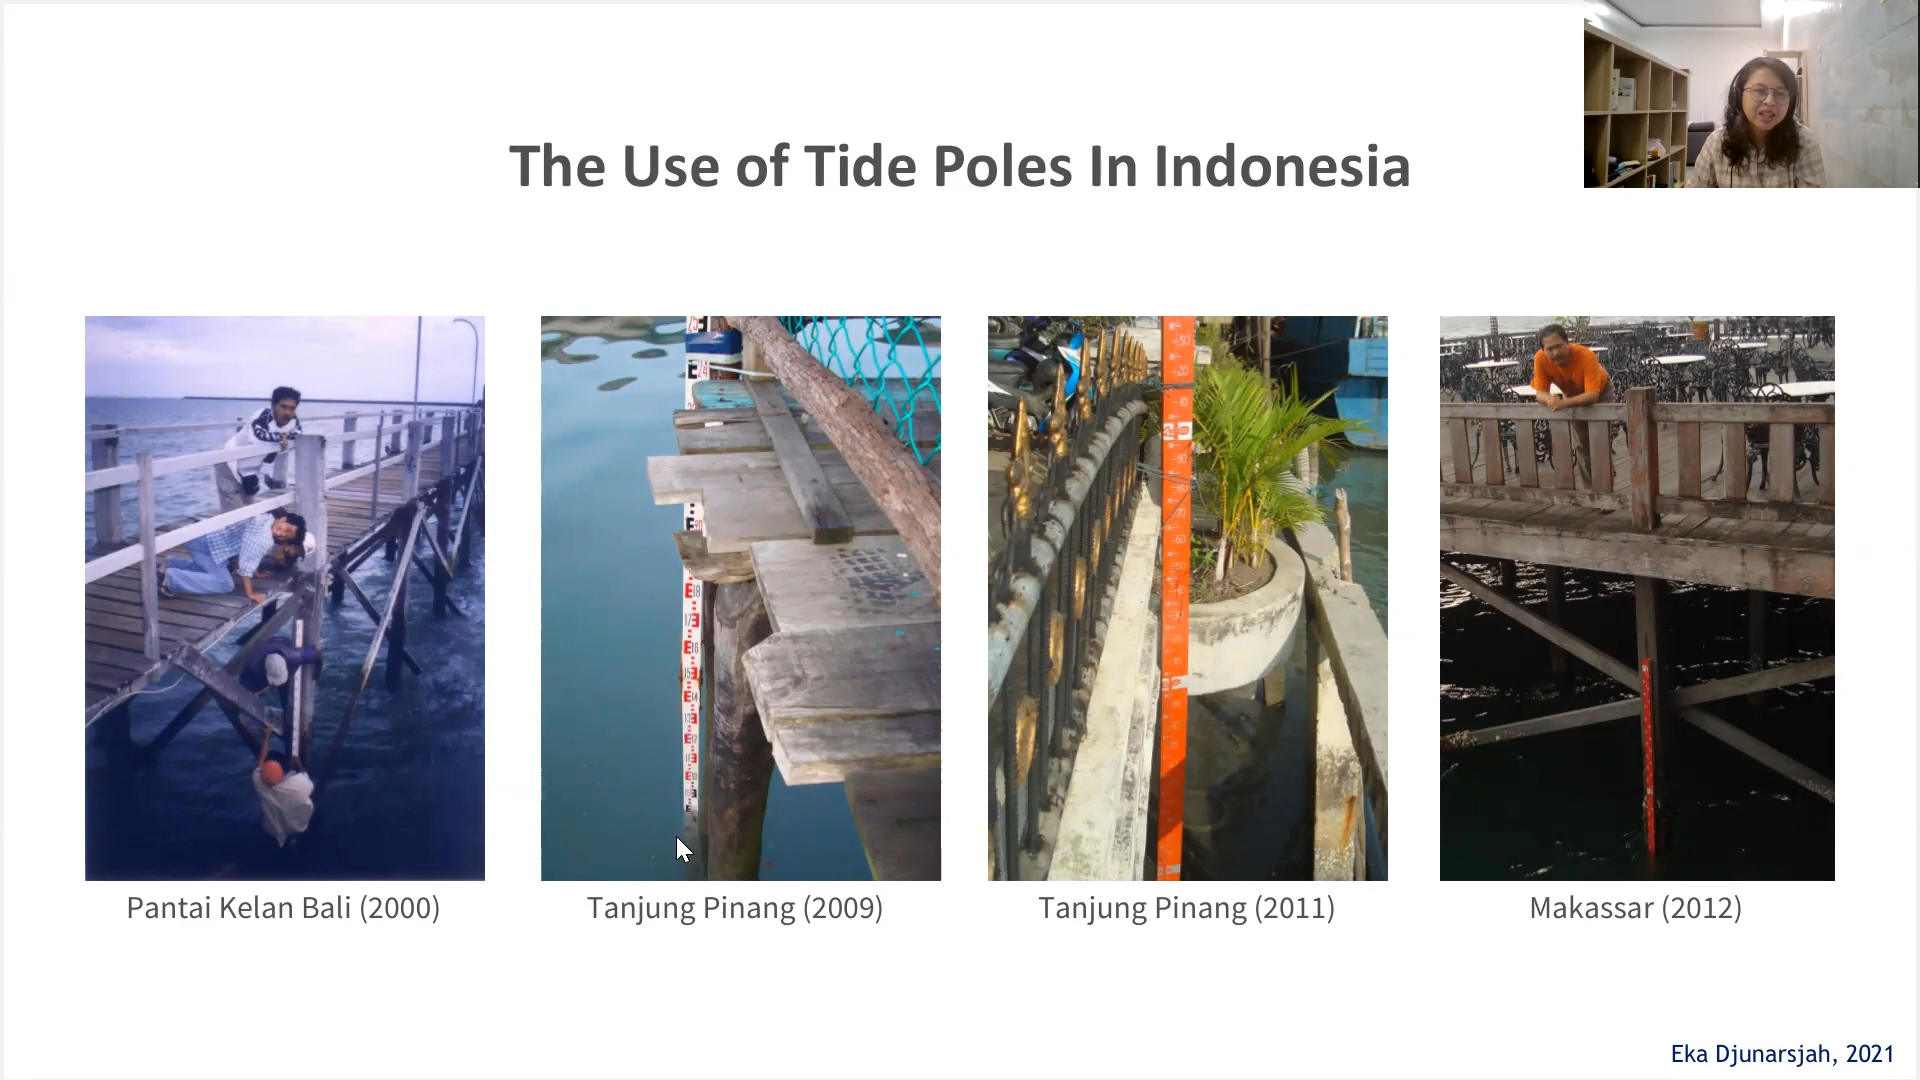 The Use of Tide Poles In Indonesia
Pantai Kelan Bali (2000)
Tanjung Pinang (2009)
Tanjung Pinang (2011)
Makassar (2012)
Eka Djunarsjah, 2021